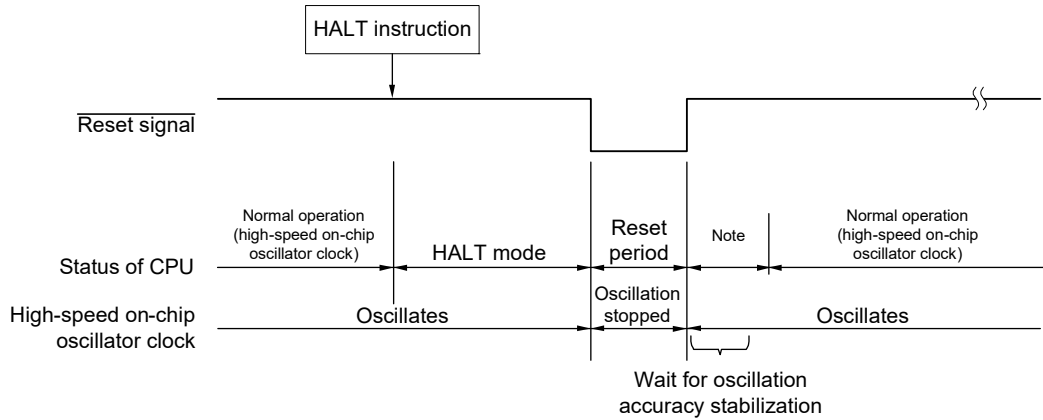 HALT instruction
Reset signal
Normal operation
(high-speed on-chip
oscillator clock)
HALT mode
Reset
period
Note
Normal operation
(high-speed on-chip
oscillator clock)
Status of CPU
High-speed on-chip
oscillator clock
Oscillates
Oscillation
stopped
Oscillates
Wait for oscillation
accuracy stabilization